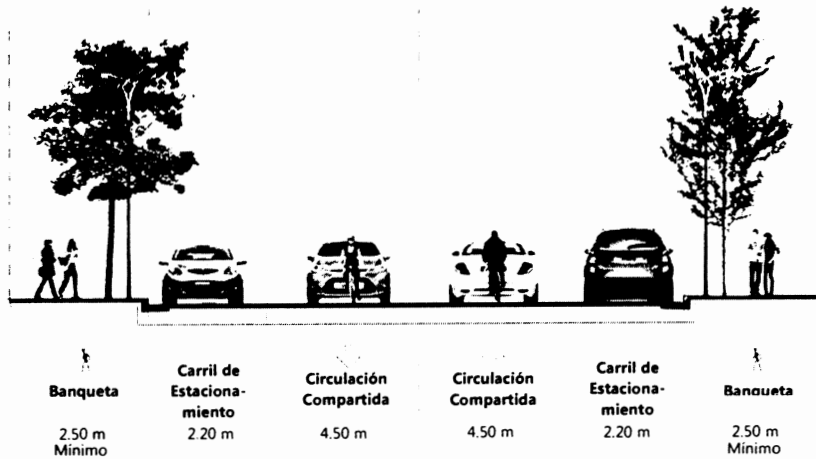 Banqueta
2.50 m
Mínimo
Carril de
Estaciona-
miento
2.20 m
Circulación
Compartida
4.50 m
Circulación
Compartida
4.50 m
Carril de
Estaciona-
miento
2.20 m
Banqueta
2.50 m
Mínimo